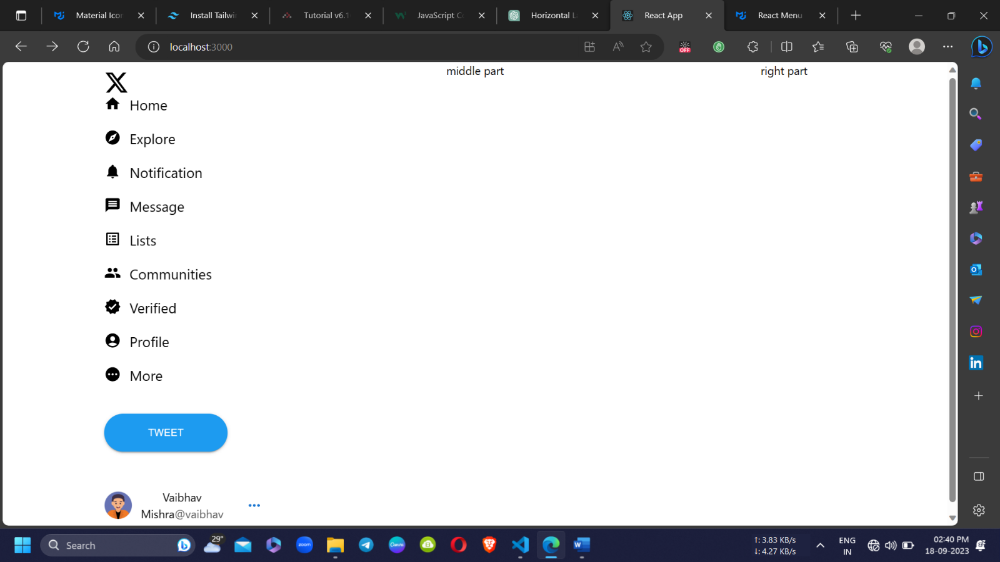 Material Icon
Install Tailwi
Tutorial v6.1
JavaScript C
Horizontal La
React App
React Menu
localhost:3000
OFF
middle part
right part
Home
Explore
Notification
Message
Lists
Communities
Verified
Profile
More
TWEET
Vaibhav
Mishra@vaibhav
Search
29°
zoom
Canva
↑: 3.83 KB/s
↓: 4.27 KB/s
ENG
IN
02:40 PM
18-09-2023